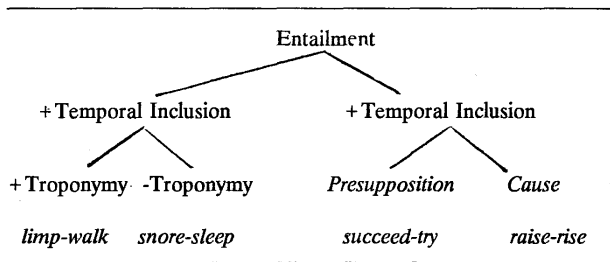 Entailment
+Temporal Inclusion +Temporal Inclusion
+Troponymy -Troponymy Presupposition Cause
limp-walk snore-sleep succeed-try raise-rise